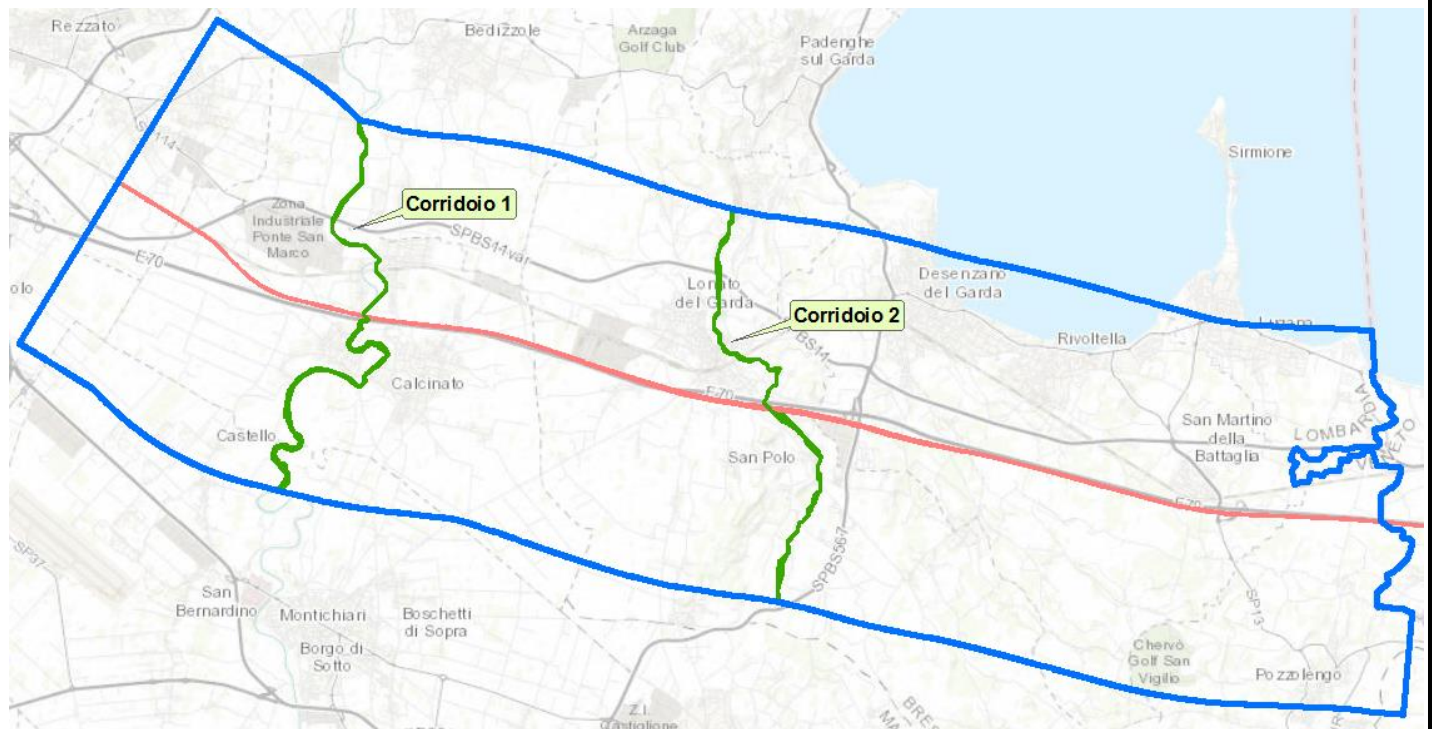 Rezzato
Bedizzole
Arzaga
Golf Club
Padenghe
sul Garda
Sirmione
Zona
Industriale
Ponte San
Marco
Corridoio 1
SPBS11var
E70
olo
Lonato
del Garda
Desenzano
del Garda
Corridoio 2
Rivoltella
Lugana
Calcinato
E70
Castello
San Polo
San Martino
della
Battaglia
LOMBARDIA
VENETO
E70
SPBS567
SP37
San
Bernardino
Montichiari
Boschetti
di Sopra
Borgo di
Sotto
SP13
Chervò
Golf San
Vigilio
Pozzolengo
Z.I.
Castiglione